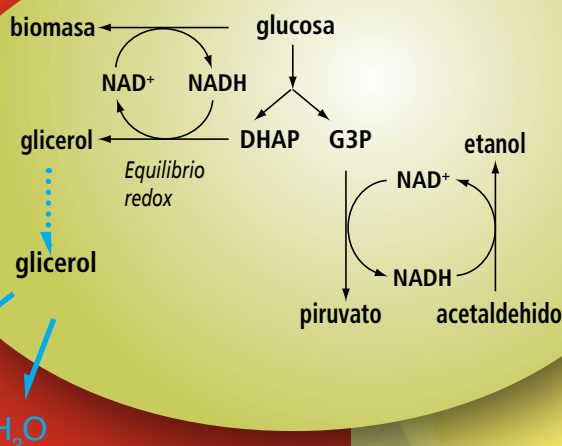 biomasa
glucosa
NAD⁺
NADH
glicerol
DHAP
G3P
etanol
Equilibrio
redox
NAD⁺
glicerol
NADH
piruvato
acetaldehido
H₂O